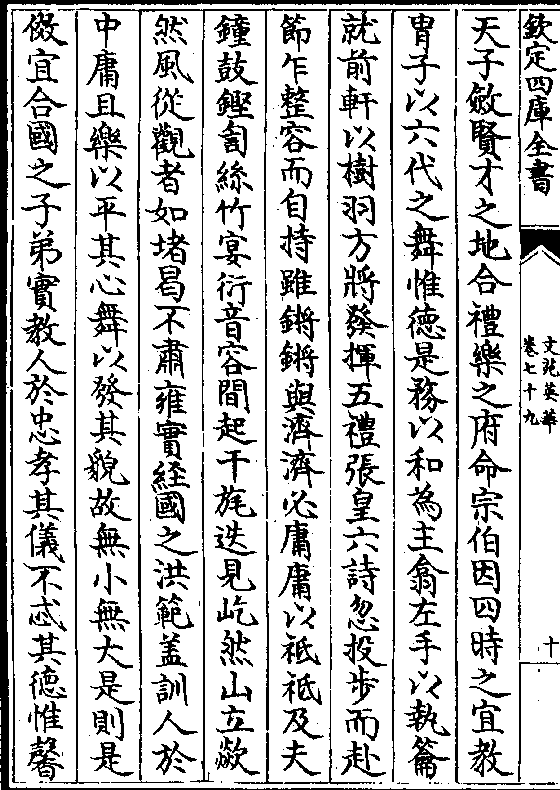 欽定四庫全書
文苑英華
卷七十九
十
天子敘賢才之地合禮樂之府命宗伯因四時之宜教
胄子以六代之舞惟德是務以和為主翕左手以執籥
就前軒以樹羽方將發揮五禮張皇六詩忽投步而赴
節乍整容而自持雖鏘鏘與濟濟必庸庸以祗祗及夫
鐘鼓鏗訇絲竹宴衍音容間起干旄迭見屹然山立歘
然風從觀者如堵曷不肅雍實經國之洪範盖訓人於
中庸且樂以平其心舞以發其貌故無小無大是則是
傚宜合國之子弟實教人於忠孝其儀不忒其德惟馨